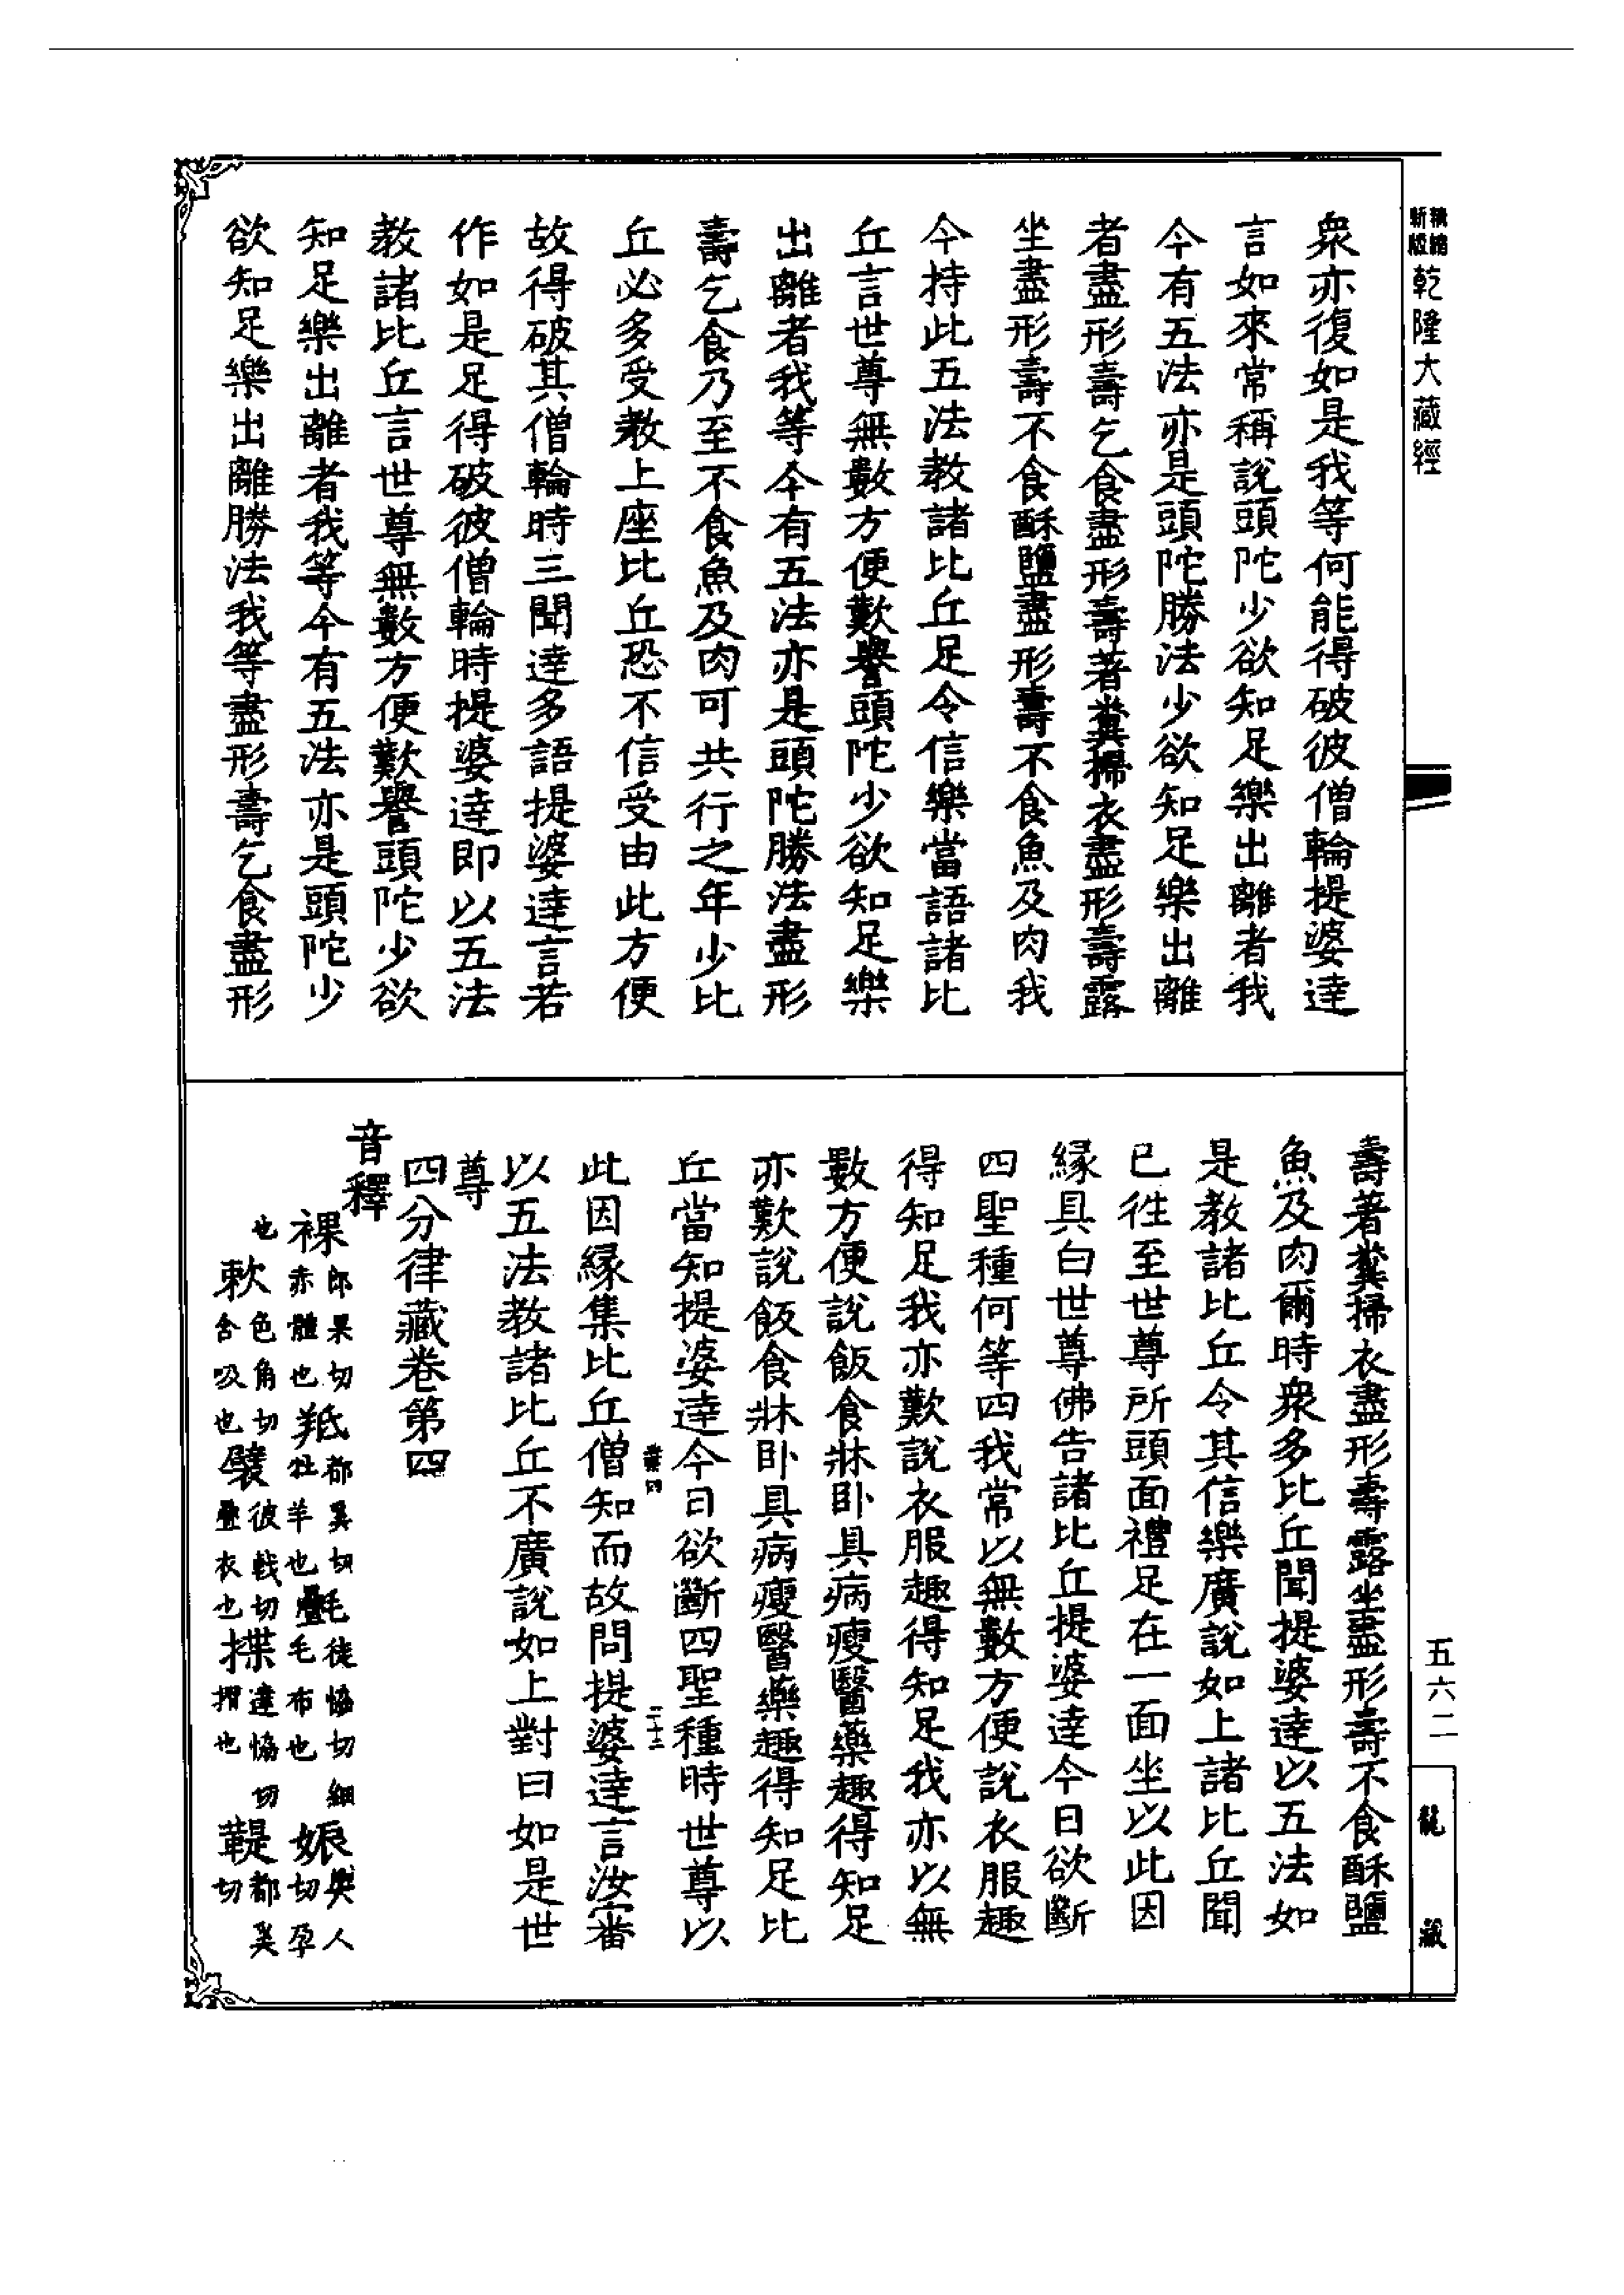 新縮
版縮
乾隆大藏經
衆亦復如是我等何能得破彼僧輪提婆達
言如來常稱說頭陀少欲知足樂出離者我
今有五法亦是頭陀勝法少欲知足樂出離
者盡形壽乞食盡形壽著糞掃衣盡形壽露
坐盡形壽不食酥鹽盡形壽不食魚及肉我
今持此五法教諸比丘足令信樂當語諸比
丘言世尊無數方便歎譽頭陀少欲知足樂
出離者我等今有五法亦是頭陀勝法盡形
壽乞食乃至不食魚及肉可共行之年少比
丘必多受教上座比丘恐不信受由此方便
故得破其僧輪時三聞達多語提婆達言若
作如是足得破彼僧輪時提婆達即以五法
教諸比丘言世尊無數方便歎譽頭陀少欲
知足樂出離者我等今有五法亦是頭陀少
欲知足樂出離勝法我等盡形壽乞食盡形
壽著糞掃衣盡形壽露坐盡形壽不食酥鹽
魚及肉爾時衆多比丘聞提婆達以五法如
是教諸比丘令其信樂廣說如上諸比丘聞
已往至世尊所頭面禮足在一面坐以此因
緣具白世尊佛告諸比丘提婆達今日欲斷
四聖種何等四我常以無數方便說衣服趣
得知足我亦歎說衣服趣得知足我亦以無
數方便說飯食牀卧具病瘦醫藥趣得知足
亦歎說飯食牀卧具病瘦醫藥趣得知足比
丘當知提婆達今日欲斷四聖種時世尊以
此因緣集比丘僧知而故問提婆達言汝審
以五法教諸比丘不廣說如上對曰如是世
尊
四分律藏卷第四
音釋
裸郎果切赤體也羝都奚切牡羊也㲲徒協切細毛布也娠失人切孕
也欶色角切含吸也襞彼戟切疊衣也揲達協切摺也鞮都奚切
五六二
龍藏